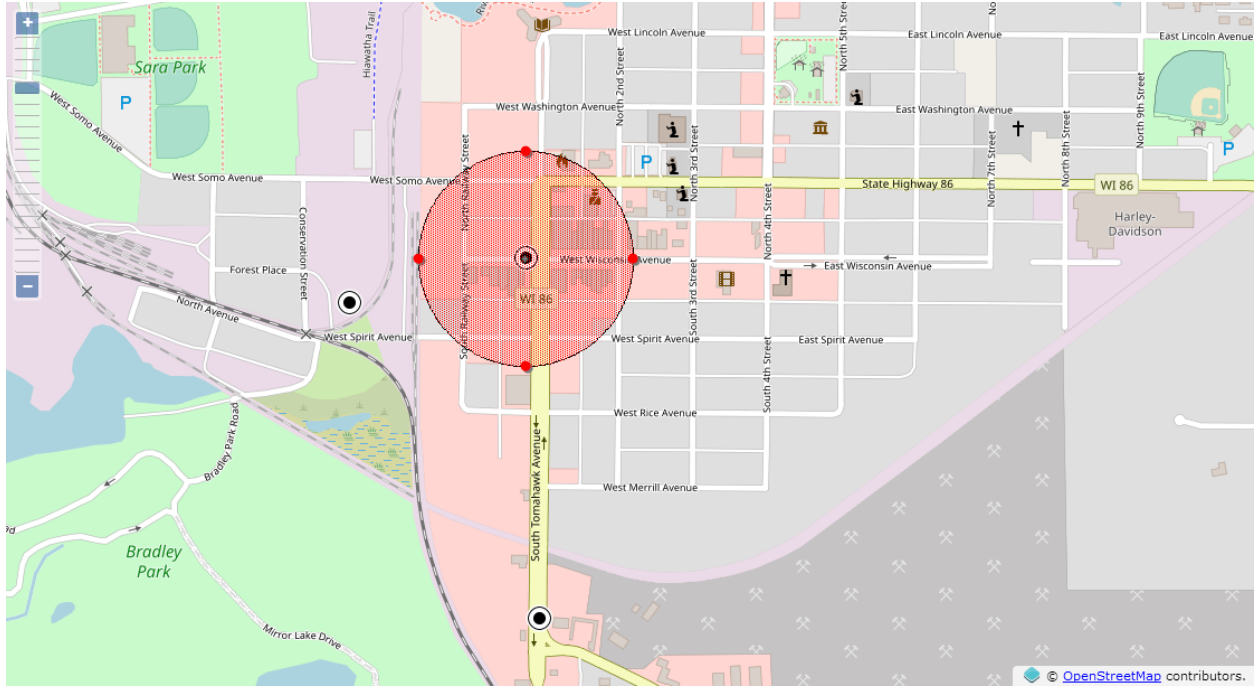 +
Sara Park
P
West Somo Avenue
Hiawatha Trail
West Lincoln Avenue
East Lincoln Avenue
East Lincoln Avenue
North 2nd Street
North 5th Street
North 9th Street
West Washington Avenue
East Washington Avenue
P
P
North Railway Street
North 3rd Street
North 4th Street
North 7th Street
North 8th Street
West Somo Avenue
West Somo Avenue
State Highway 86
WI 86
Harley-
Davidson
Conservation Street
Forest Place
West Wisconsin Avenue
East Wisconsin Avenue
−
North Avenue
WI 86
South Railway Street
South 3rd Street
South 4th Street
West Spirit Avenue
West Spirit Avenue
East Spirit Avenue
West Rice Avenue
Bradley Park Road
South Tomahawk Avenue
West Merrill Avenue
Bradley
Park
Mirror Lake Drive
© OpenStreetMap contributors.